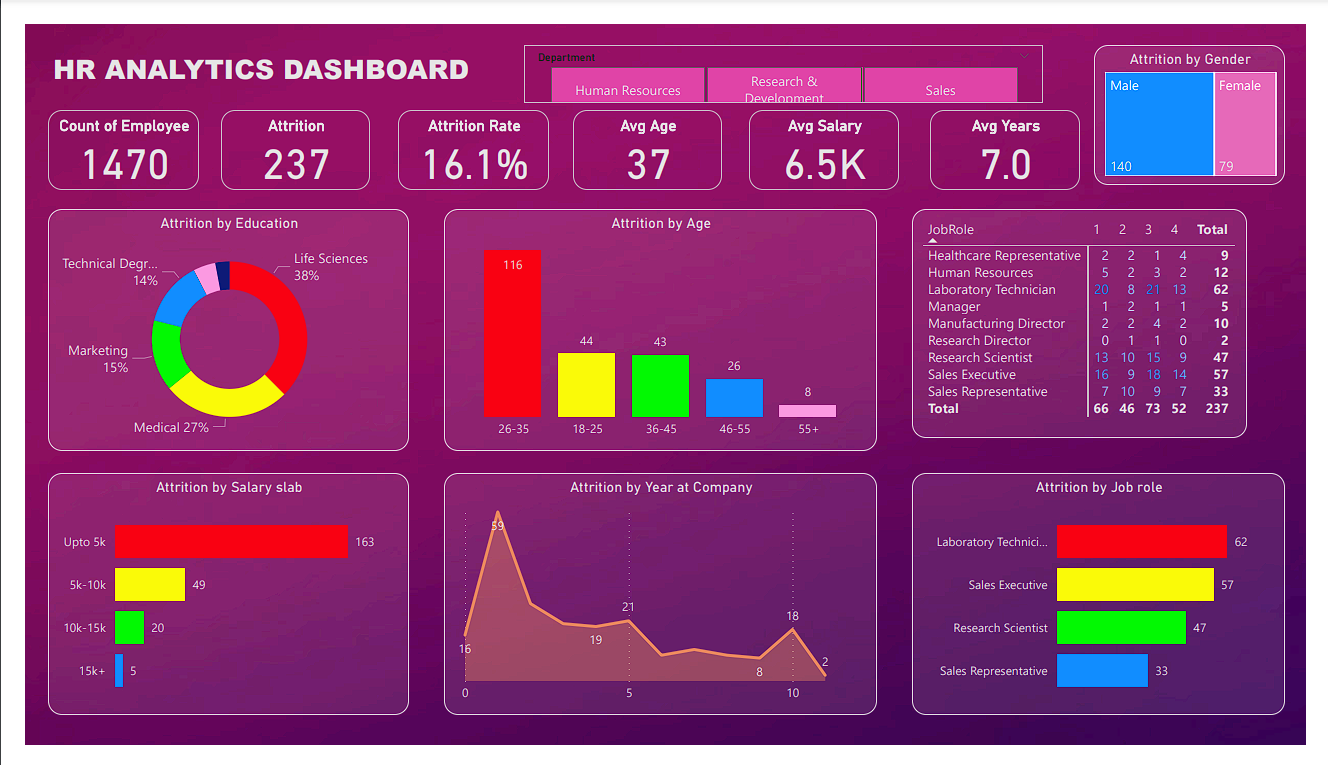 HR ANALYTICS DASHBOARD
Department
Human Resources
Research &
Development
Sales
Attrition by Gender
Male
Female
140
79
Count of Employee
1470
Attrition
237
Attrition Rate
16.1%
Avg Age
37
Avg Salary
6.5K
Avg Years
7.0
Attrition by Education
Life Sciences
38%
Technical Degr...
14%
Marketing
15%
Medical 27%
Attrition by Age
116
44
43
26
8
26-35 18-25 36-45 46-55 55+
JobRole 1 2 3 4 Total
Healthcare Representative 2 2 1 4 9
Human Resources 5 2 3 2 12
Laboratory Technician 20 8 21 13 62
Manager 1 2 1 1 5
Manufacturing Director 2 2 4 2 10
Research Director 0 1 1 0 2
Research Scientist 13 10 15 9 47
Sales Executive 16 9 18 14 57
Sales Representative 7 10 9 7 33
Total 66 46 73 52 237
Attrition by Salary slab
Upto 5k 163
5k-10k 49
10k-15k 20
15k+ 5
Attrition by Year at Company
59
21
18
19
16
8
2
0 5 10
Attrition by Job role
Laboratory Technici... 62
Sales Executive 57
Research Scientist 47
Sales Representative 33